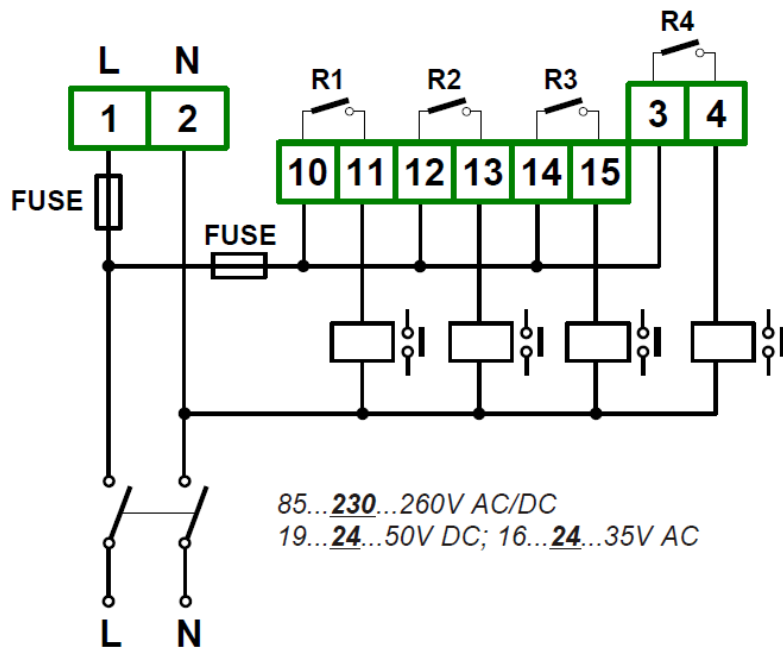 R4
L N
R1 R2 R3
1 2
3 4
10 11 12 13 14 15
FUSE
FUSE
85...230...260V AC/DC
19...24...50V DC; 16...24...35V AC
L N